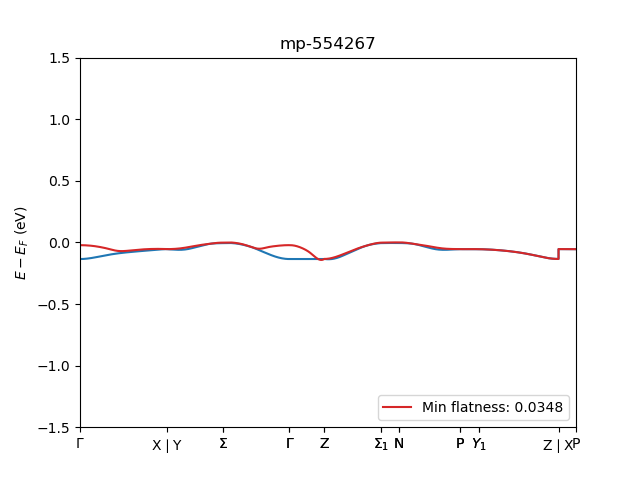 mp-554267
E − E_F (eV)
1.5
1.0
0.5
0.0
−0.5
−1.0
−1.5
Min flatness: 0.0348
Γ X | Y Σ Γ Z Σ₁ N P Y₁ Z | X P